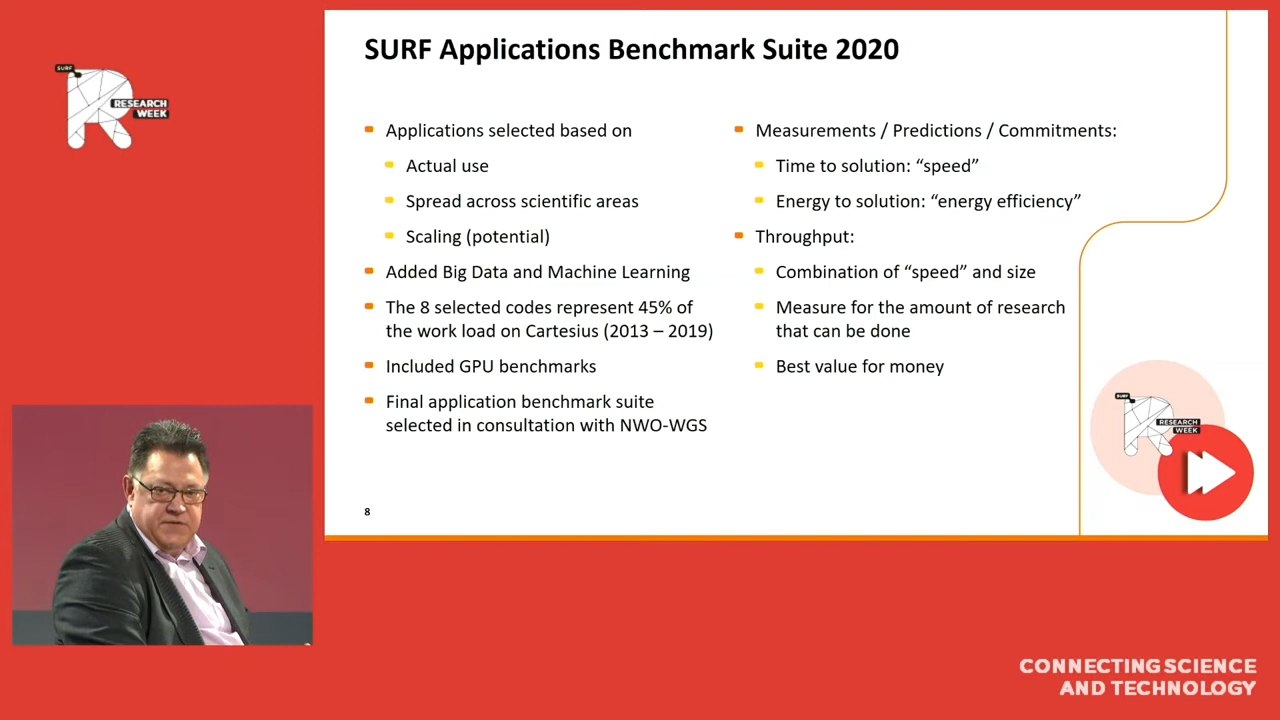 SURF
RESEARCH
WEEK
SURF Applications Benchmark Suite 2020
Applications selected based on
Actual use
Spread across scientific areas
Scaling (potential)
Added Big Data and Machine Learning
The 8 selected codes represent 45% of
the work load on Cartesius (2013 – 2019)
Included GPU benchmarks
Final application benchmark suite
selected in consultation with NWO-WGS
Measurements / Predictions / Commitments:
Time to solution: “speed”
Energy to solution: “energy efficiency”
Throughput:
Combination of “speed” and size
Measure for the amount of research
that can be done
Best value for money
SURF
RESEARCH
WEEK
8
CONNECTING SCIENCE
AND TECHNOLOGY